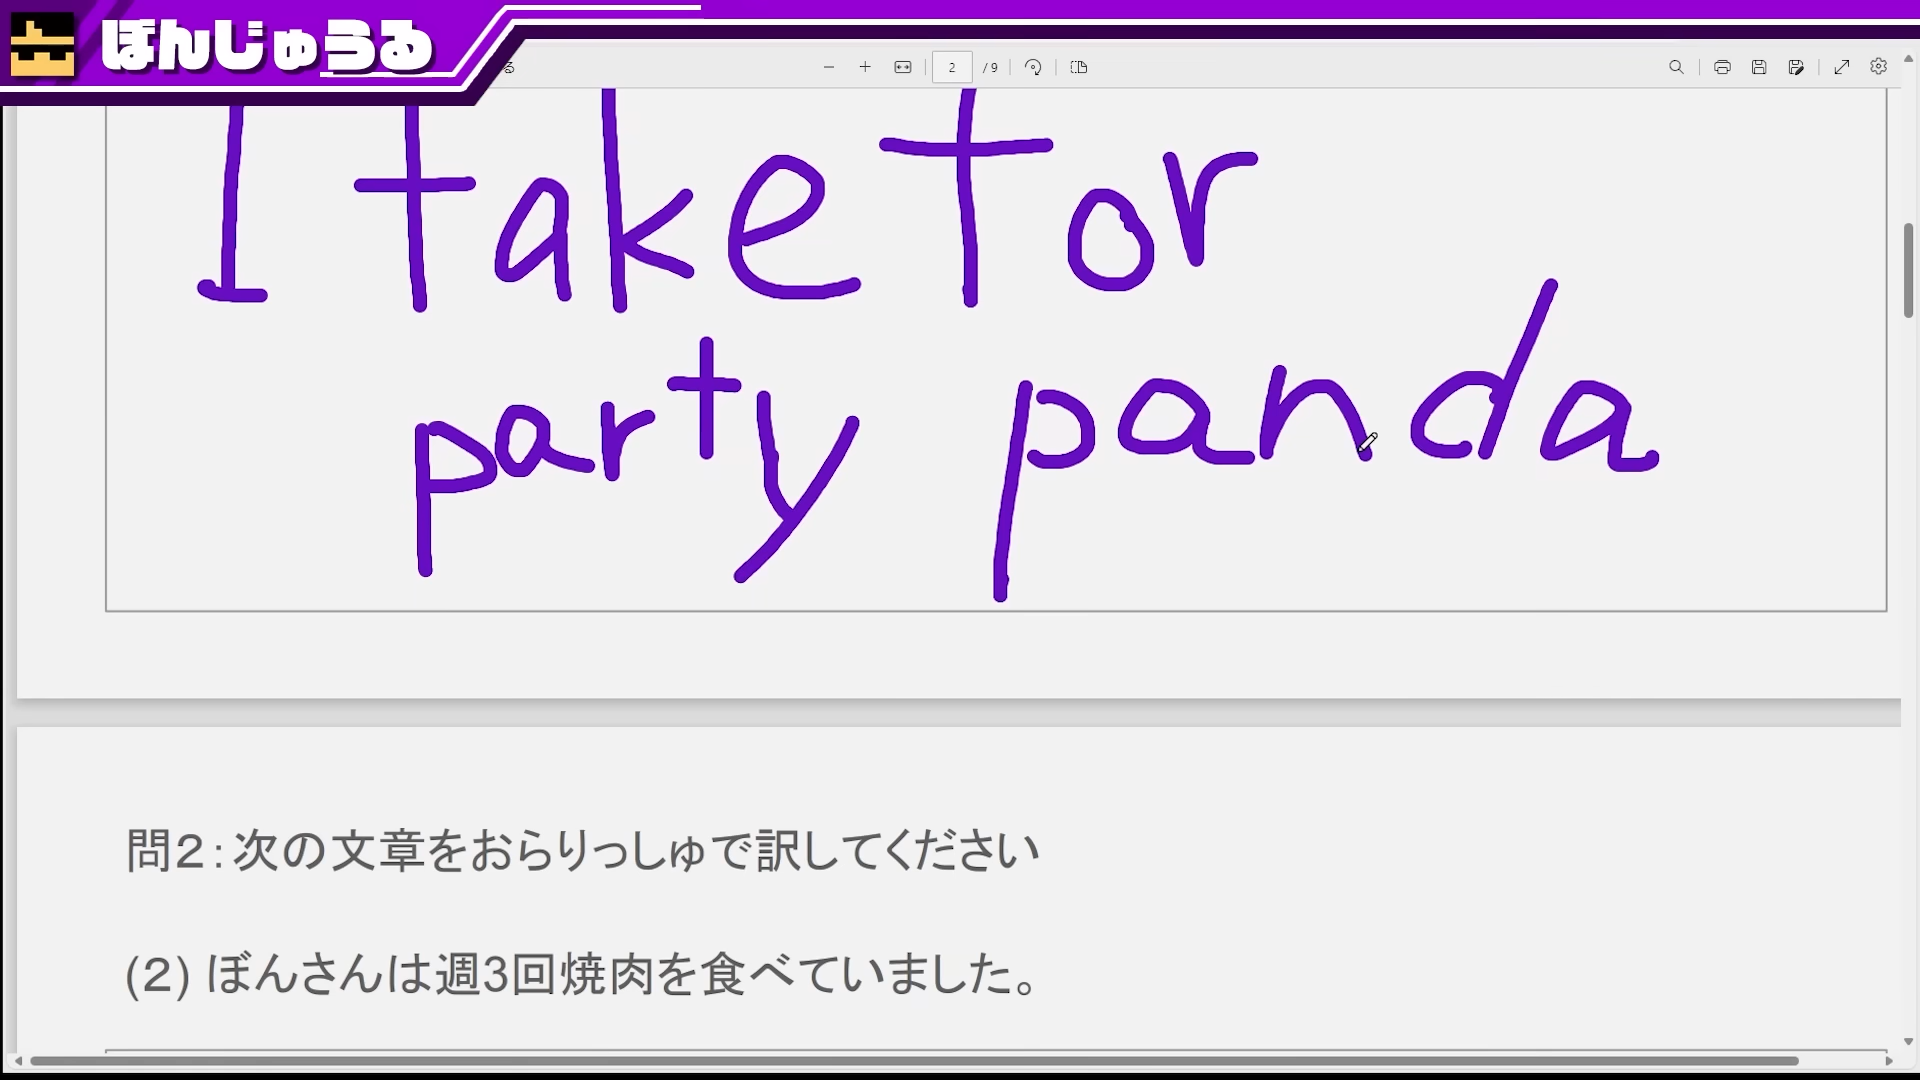 ぼんじゅうる
る
2 / 9
I take Tor
party panda
問2：次の文章をおらりっしゅで訳してください
(2) ぼんさんは週3回焼肉を食べていました。